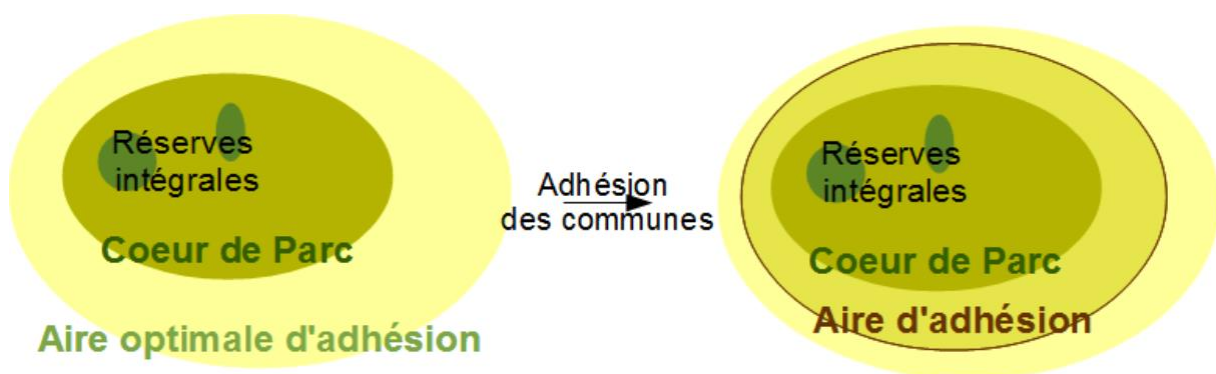 Réserves
intégrales
Coeur de Parc
Aire optimale d'adhésion
Adhésion
des communes
Réserves
intégrales
Coeur de Parc
Aire d'adhésion